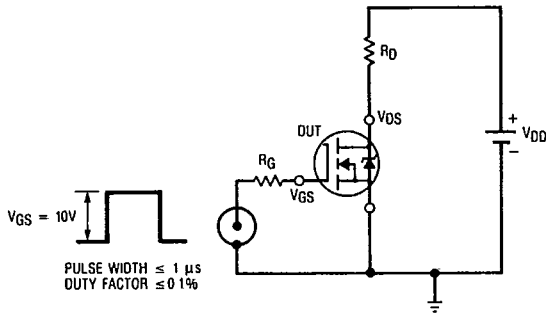 RD
VDS
DUT
+
VDD
−
RG
VGS
VGS = 10V
PULSE WIDTH ≤ 1 μs
DUTY FACTOR ≤ 0 1%